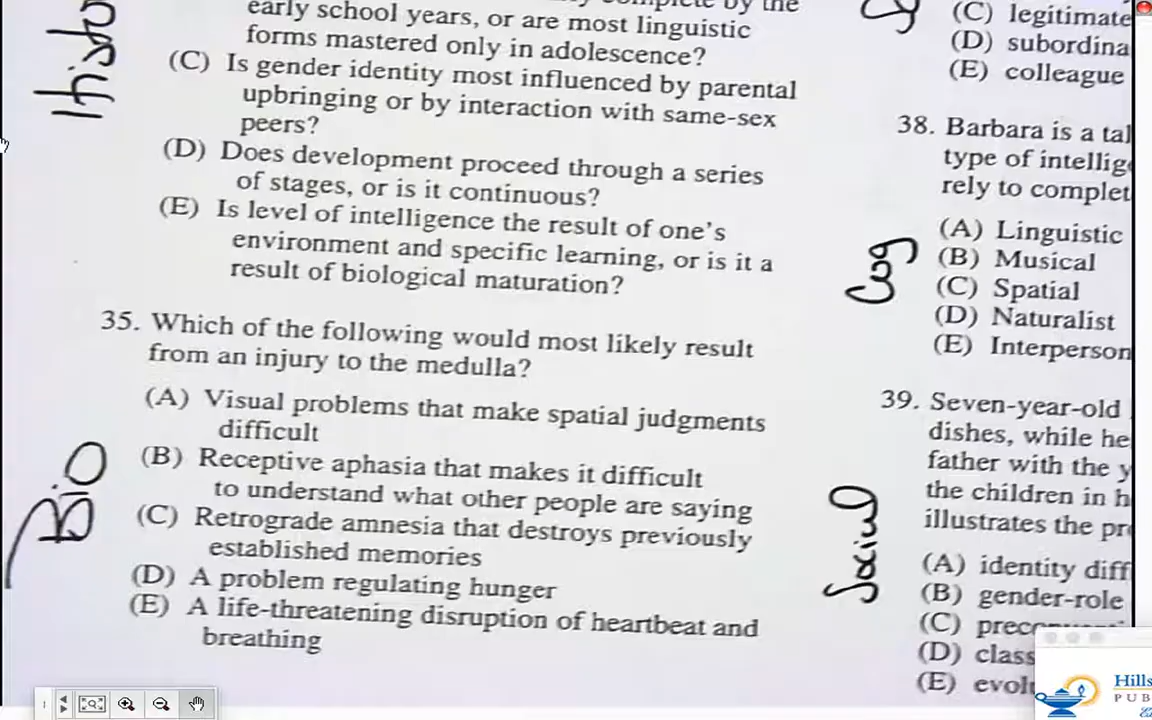 early school years, or are most linguistic
forms mastered only in adolescence?
(C) Is gender identity most influenced by parental
upbringing or by interaction with same-sex
peers?
(D) Does development proceed through a series
of stages, or is it continuous?
(E) Is level of intelligence the result of one's
environment and specific learning, or is it a
result of biological maturation?
35. Which of the following would most likely result
from an injury to the medulla?
Bio
(A) Visual problems that make spatial judgments
difficult
(B) Receptive aphasia that makes it difficult
to understand what other people are saying
(C) Retrograde amnesia that destroys previously
established memories
(D) A problem regulating hunger
(E) A life-threatening disruption of heartbeat and
breathing
(C) legitimate
(D) subordina
(E) colleague
38. Barbara is a tal
type of intellig
rely to complet
Cog
(A) Linguistic
(B) Musical
(C) Spatial
(D) Naturalist
(E) Interperson
39. Seven-year-old
dishes, while he
father with the y
the children in h
illustrates the pr
Social
(A) identity diff
(B) gender-role
(C)
(D) class
(E) evolu
Hills
PUB